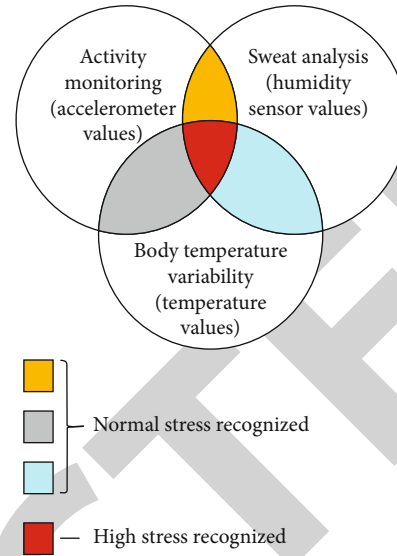 Activity
monitoring
(accelerometer
values)
Sweat analysis
(humidity
sensor values)
Body temperature
variability
(temperature
values)
Normal stress recognized
High stress recognized